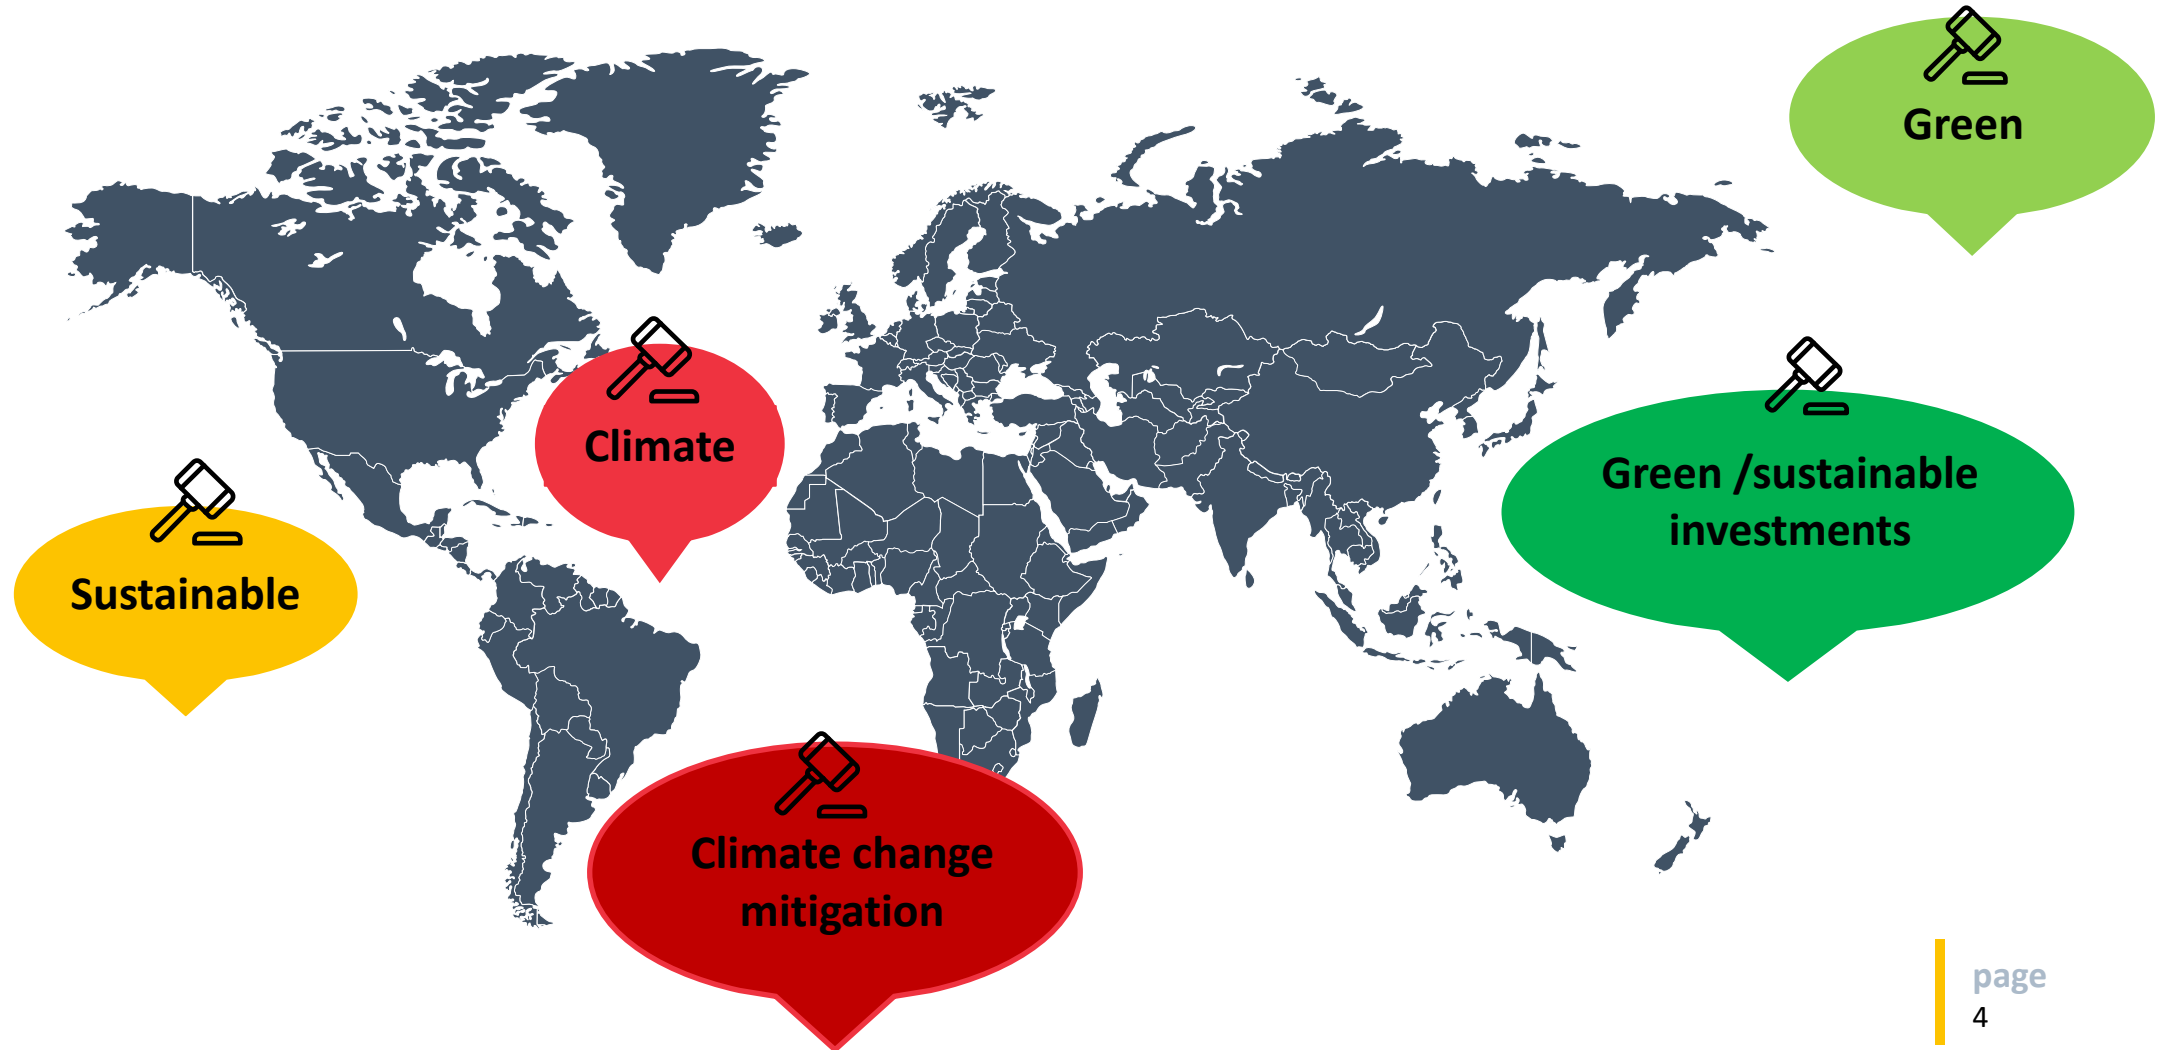 Green
Climate
Green /sustainable
investments
Sustainable
Climate change
mitigation
page
4